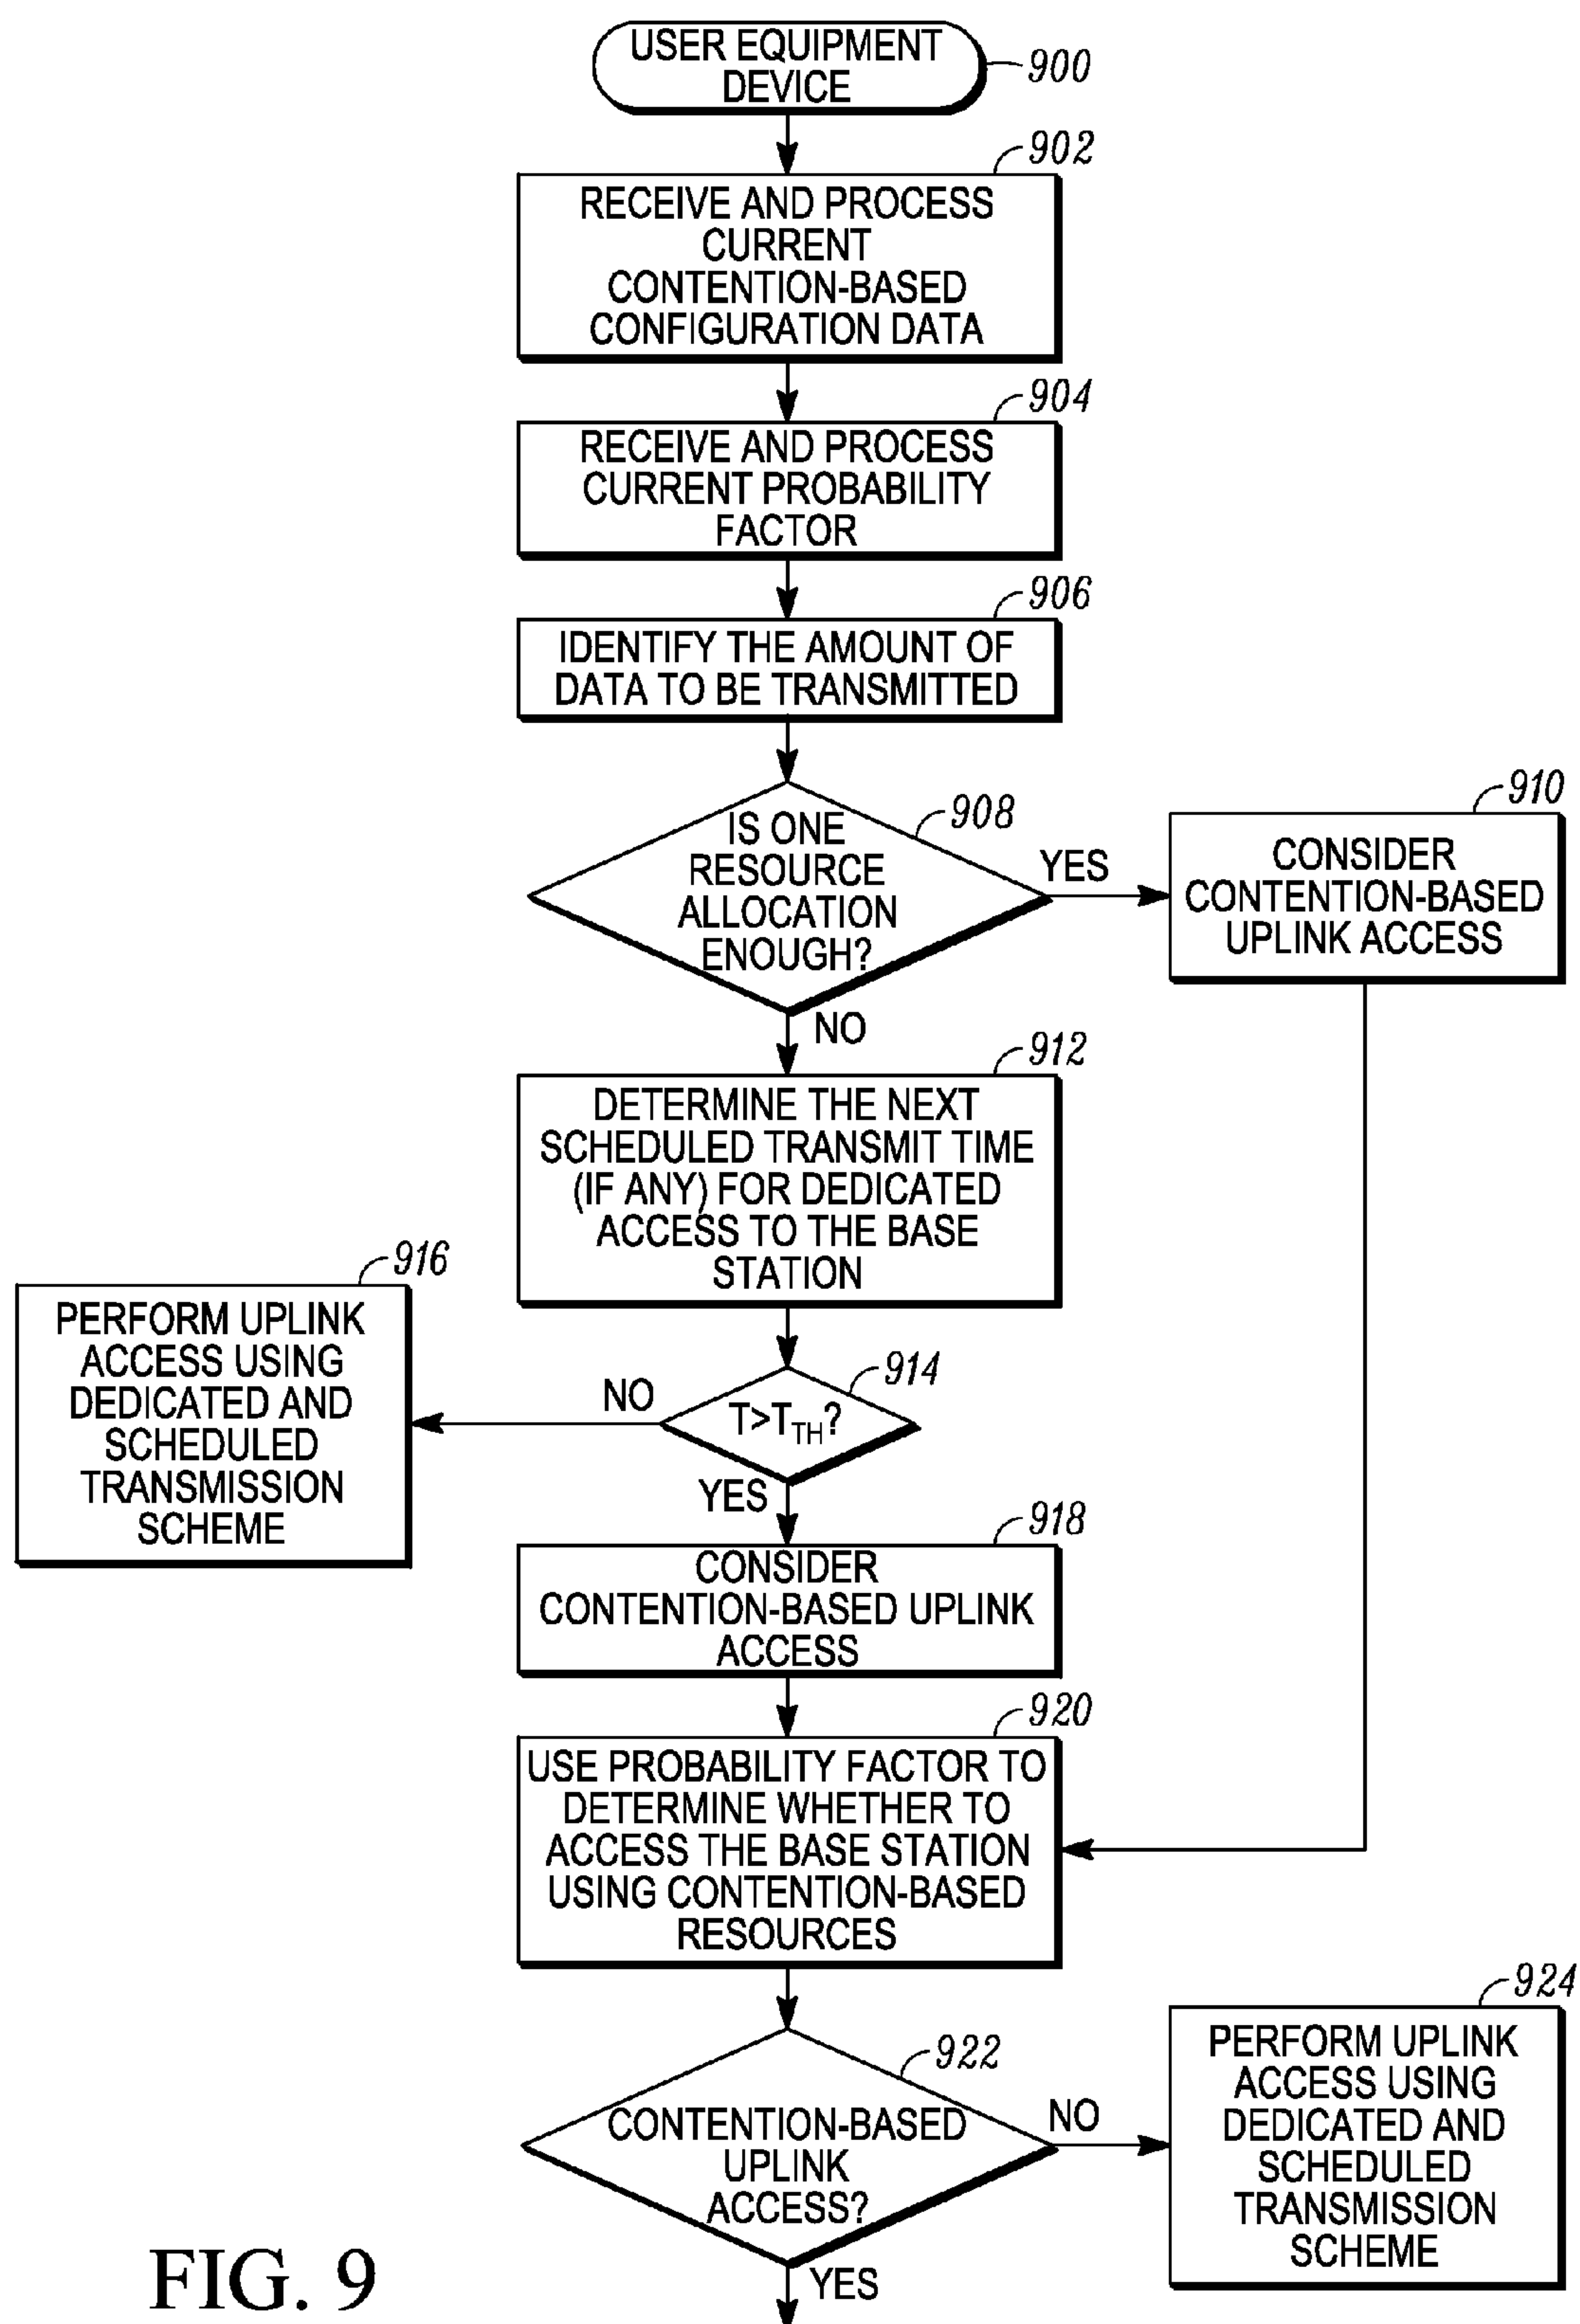 USER EQUIPMENT
DEVICE
900
902
RECEIVE AND PROCESS
CURRENT
CONTENTION-BASED
CONFIGURATION DATA
904
RECEIVE AND PROCESS
CURRENT PROBABILITY
FACTOR
906
IDENTIFY THE AMOUNT OF
DATA TO BE TRANSMITTED
908
IS ONE
RESOURCE
ALLOCATION
ENOUGH?
YES
910
CONSIDER
CONTENTION-BASED
UPLINK ACCESS
NO
912
DETERMINE THE NEXT
SCHEDULED TRANSMIT TIME
(IF ANY) FOR DEDICATED
ACCESS TO THE BASE
STATION
914
T>TTH?
NO
916
PERFORM UPLINK
ACCESS USING
DEDICATED AND
SCHEDULED
TRANSMISSION
SCHEME
YES
918
CONSIDER
CONTENTION-BASED UPLINK
ACCESS
920
USE PROBABILITY FACTOR TO
DETERMINE WHETHER TO
ACCESS THE BASE STATION
USING CONTENTION-BASED
RESOURCES
922
CONTENTION-BASED
UPLINK
ACCESS?
NO
924
PERFORM UPLINK
ACCESS USING
DEDICATED AND
SCHEDULED
TRANSMISSION
SCHEME
YES
FIG. 9